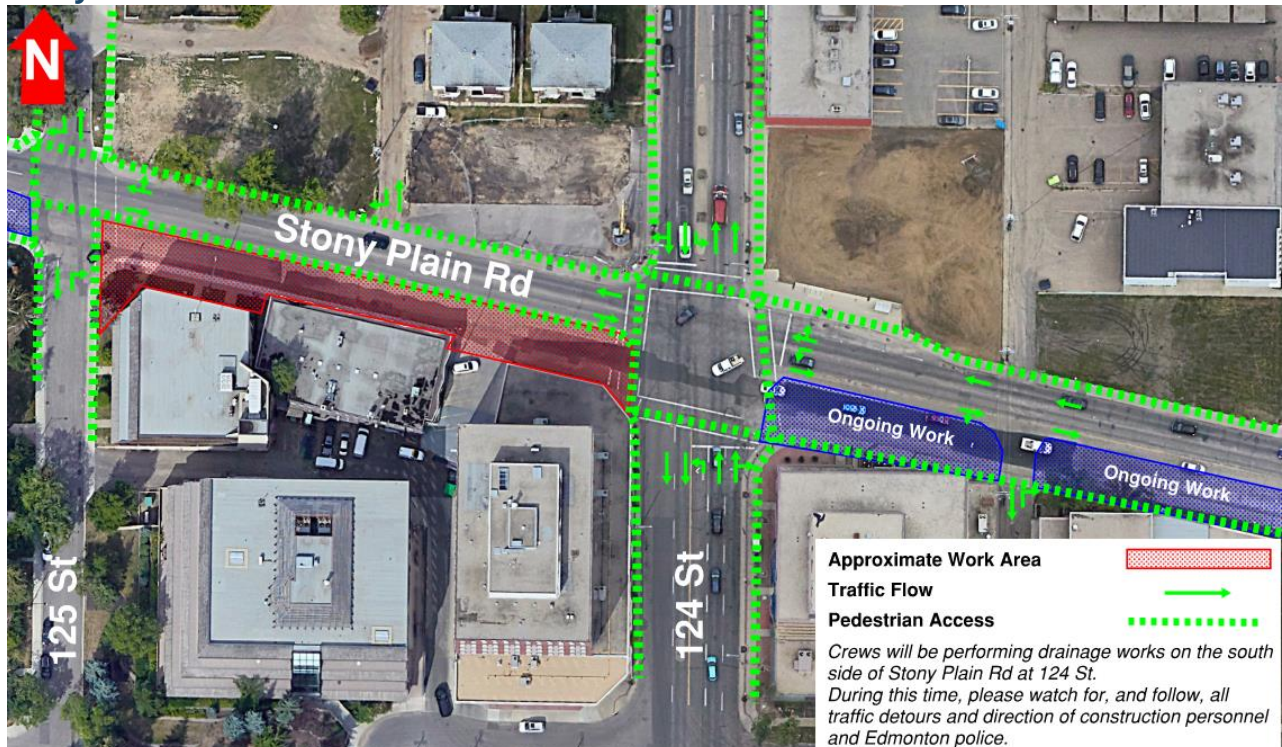 N
Stony Plain Rd
Ongoing Work
Ongoing Work
125 St
124 St
Approximate Work Area
Traffic Flow
Pedestrian Access
Crews will be performing drainage works on the south
side of Stony Plain Rd at 124 St.
During this time, please watch for, and follow, all
traffic detours and direction of construction personnel
and Edmonton police.